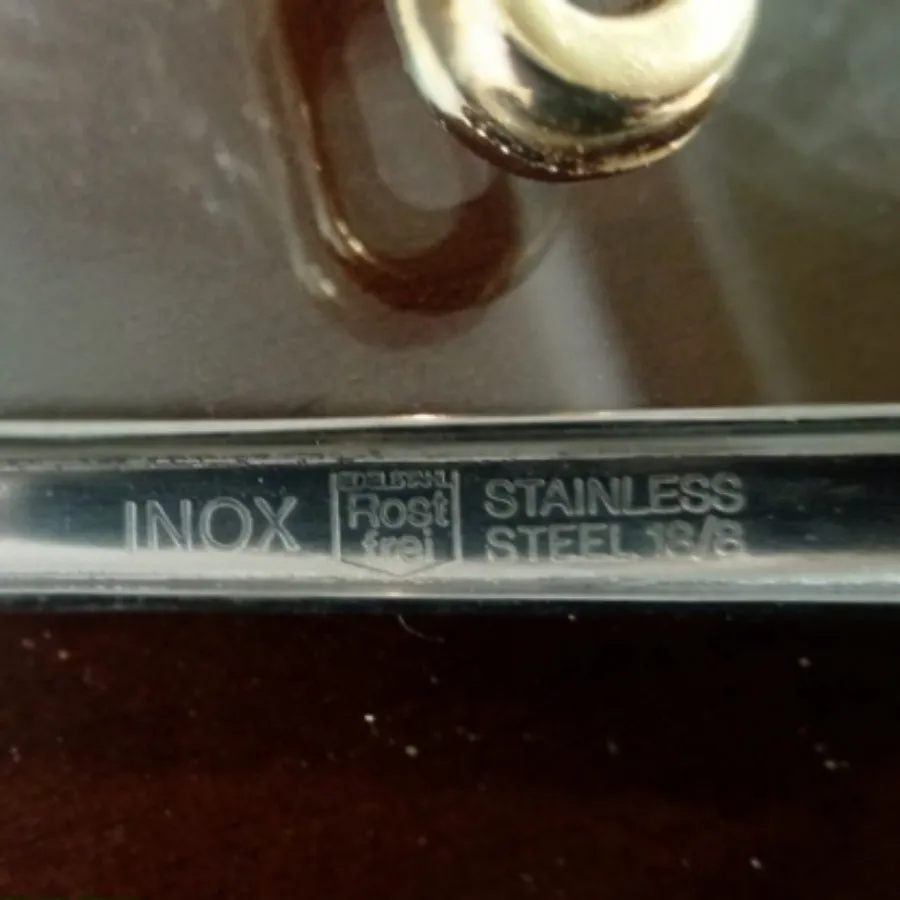 INOX
EDELSTAHL
Rost
frei
STAINLESS
STEEL 18/8